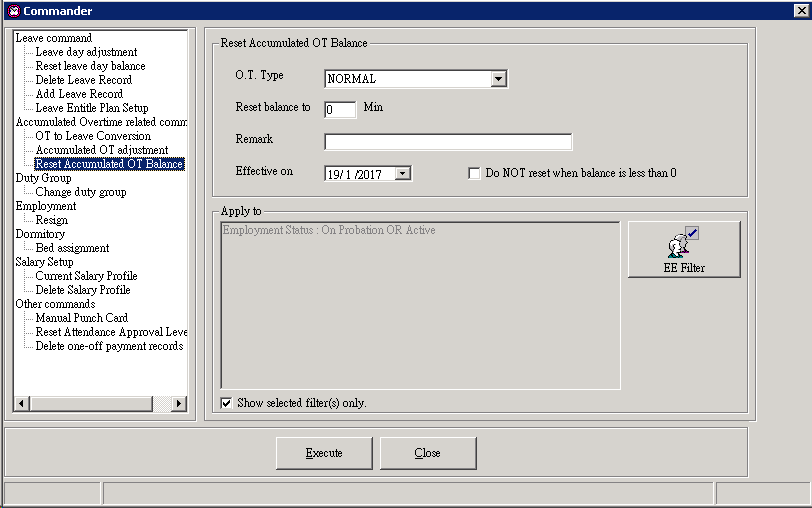 Commander
Leave command
Leave day adjustment
Reset leave day balance
Delete Leave Record
Add Leave Record
Leave Entitle Plan Setup
Accumulated Overtime related comm
OT to Leave Conversion
Accumulated OT adjustment
Reset Accumulated OT Balance
Duty Group
Change duty group
Employment
Resign
Dormitory
Bed assignment
Salary Setup
Current Salary Profile
Delete Salary Profile
Other commands
Manual Punch Card
Reset Attendance Approval Leve
Delete one-off payment records
Reset Accumulated OT Balance
O.T. Type NORMAL
Reset balance to 0 Min
Remark
Effective on 19/ 1 /2017 Do NOT reset when balance is less than 0
Apply to
Employment Status : On Probation OR Active
EE Filter
Show selected filter(s) only.
Execute Close